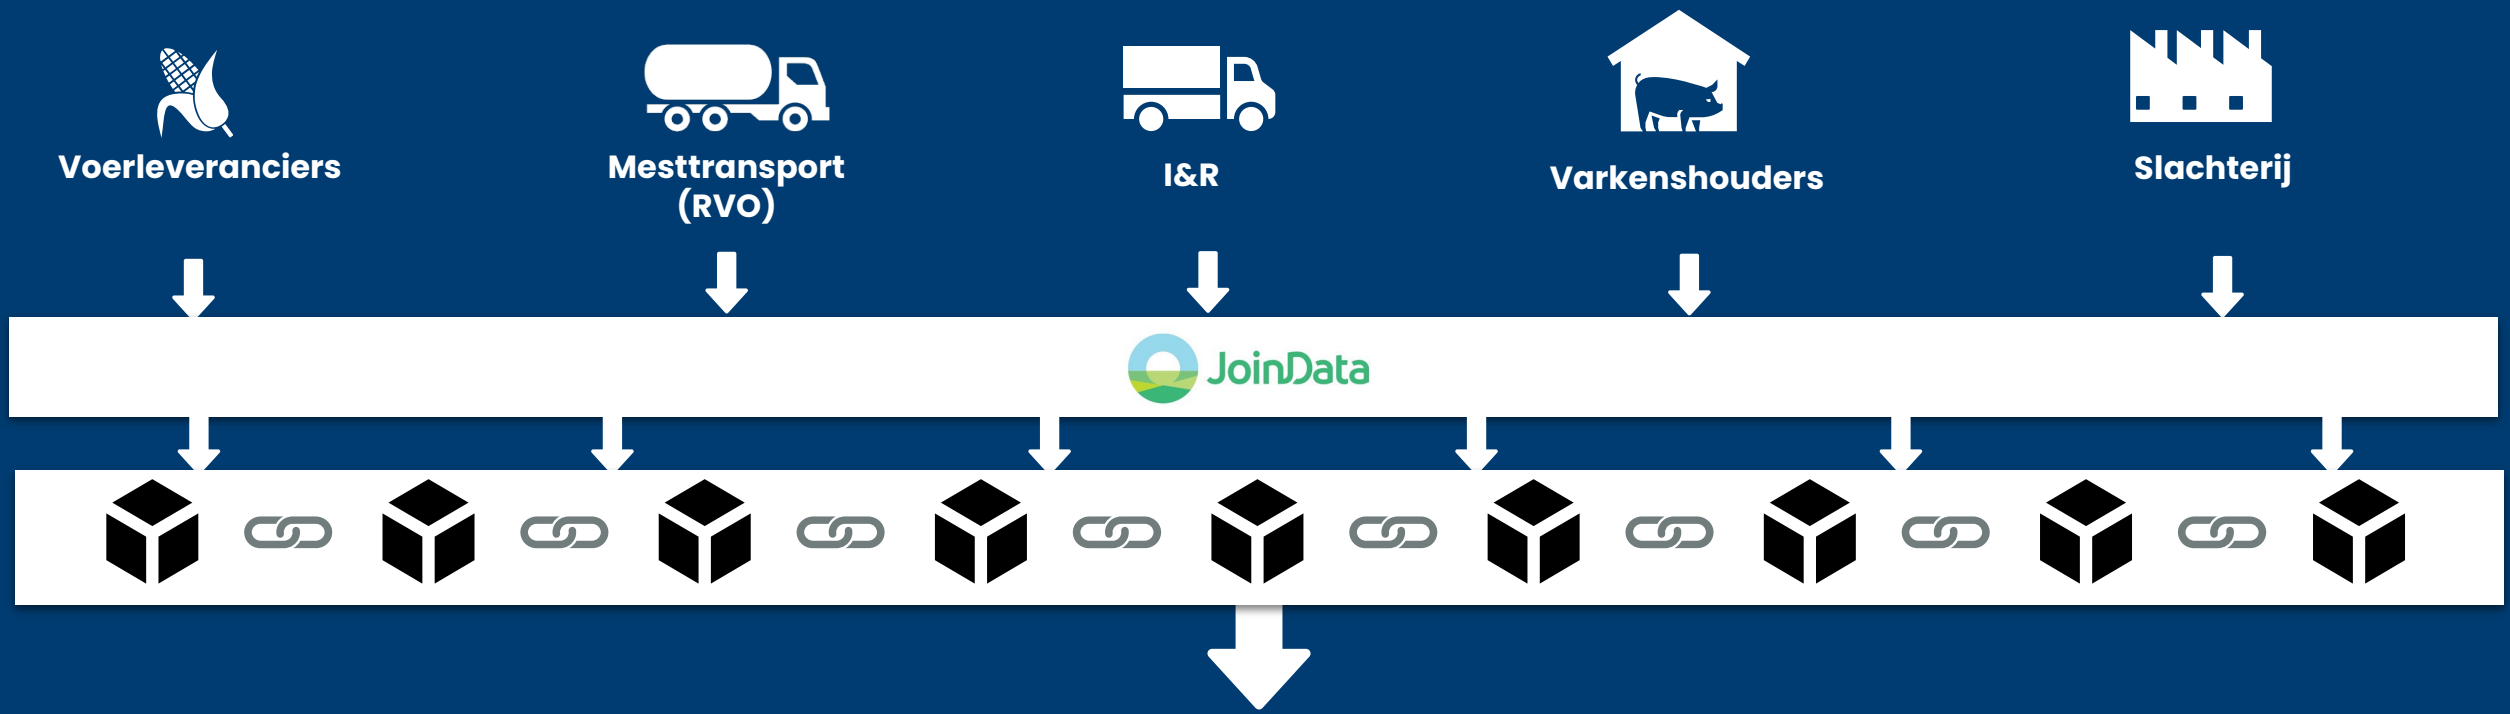 Voerleveranciers
Mesttransport
(RVO)
I&R
Varkenshouders
Slachterij
JoinData